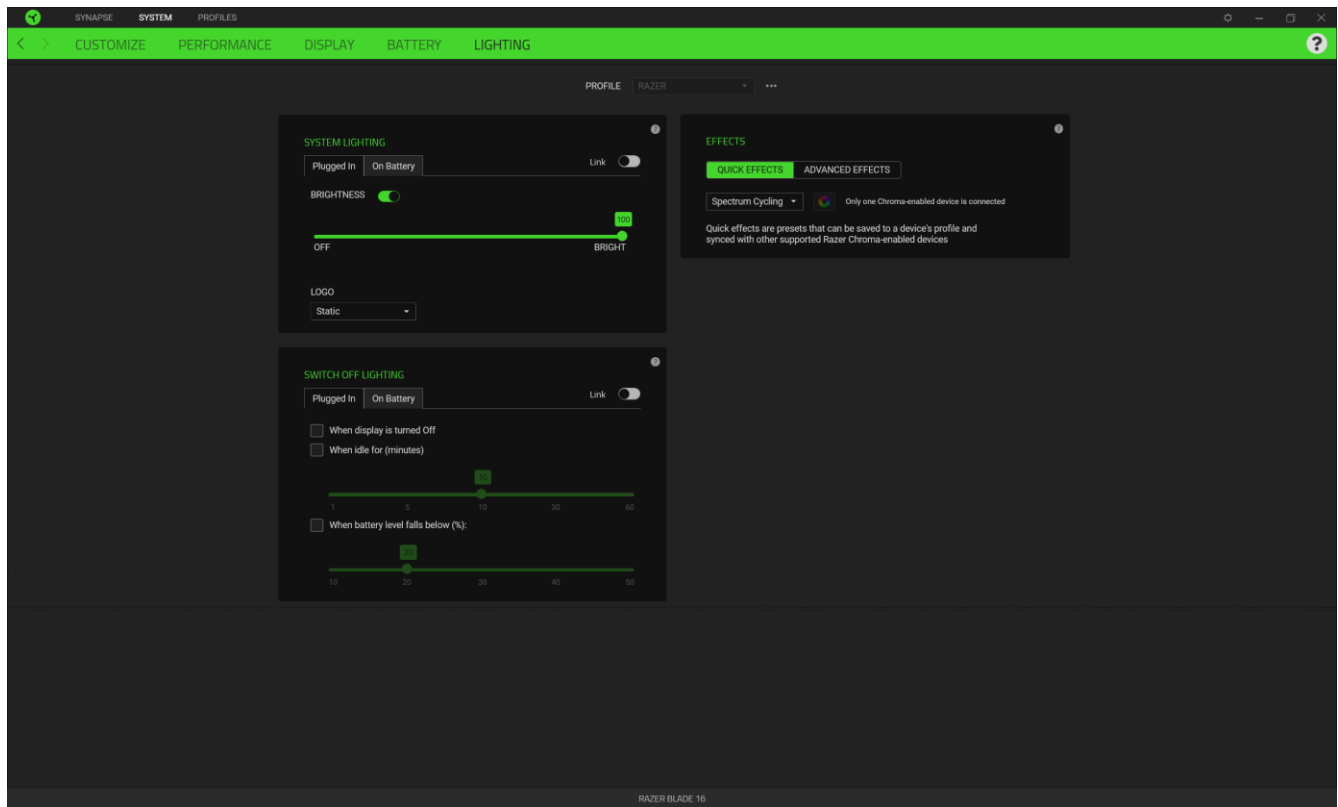 SYNAPSE SYSTEM PROFILES
CUSTOMIZE PERFORMANCE DISPLAY BATTERY LIGHTING ?
PROFILE RAZER
SYSTEM LIGHTING
Plugged In On Battery Link
BRIGHTNESS
100
OFF BRIGHT
LOGO
Static
EFFECTS
QUICK EFFECTS ADVANCED EFFECTS
Spectrum Cycling Only one Chroma-enabled device is connected
Quick effects are presets that can be saved to a device's profile and
synced with other supported Razer Chroma-enabled devices
SWITCH OFF LIGHTING
Plugged In On Battery Link
When display is turned Off
When idle for (minutes)
10
1 5 10 30 60
When battery level falls below (%):
20
10 20 30 40 50
RAZER BLADE 16